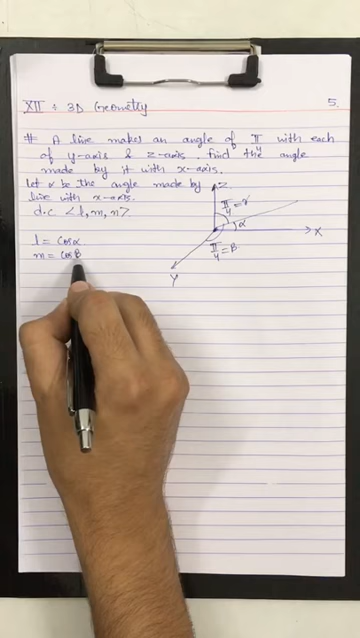 XII : 3D Geometry
5.
# A line makes an angle of π/4 with each
of y-axis & z-axis, find the angle
made by it with x-axis.
let α be the angle made by
line with x-axis.
d.c. <l, m, n>
l = cosα
m = cosβ
Z
π/4 = γ
α
X
π/4 = β
Y